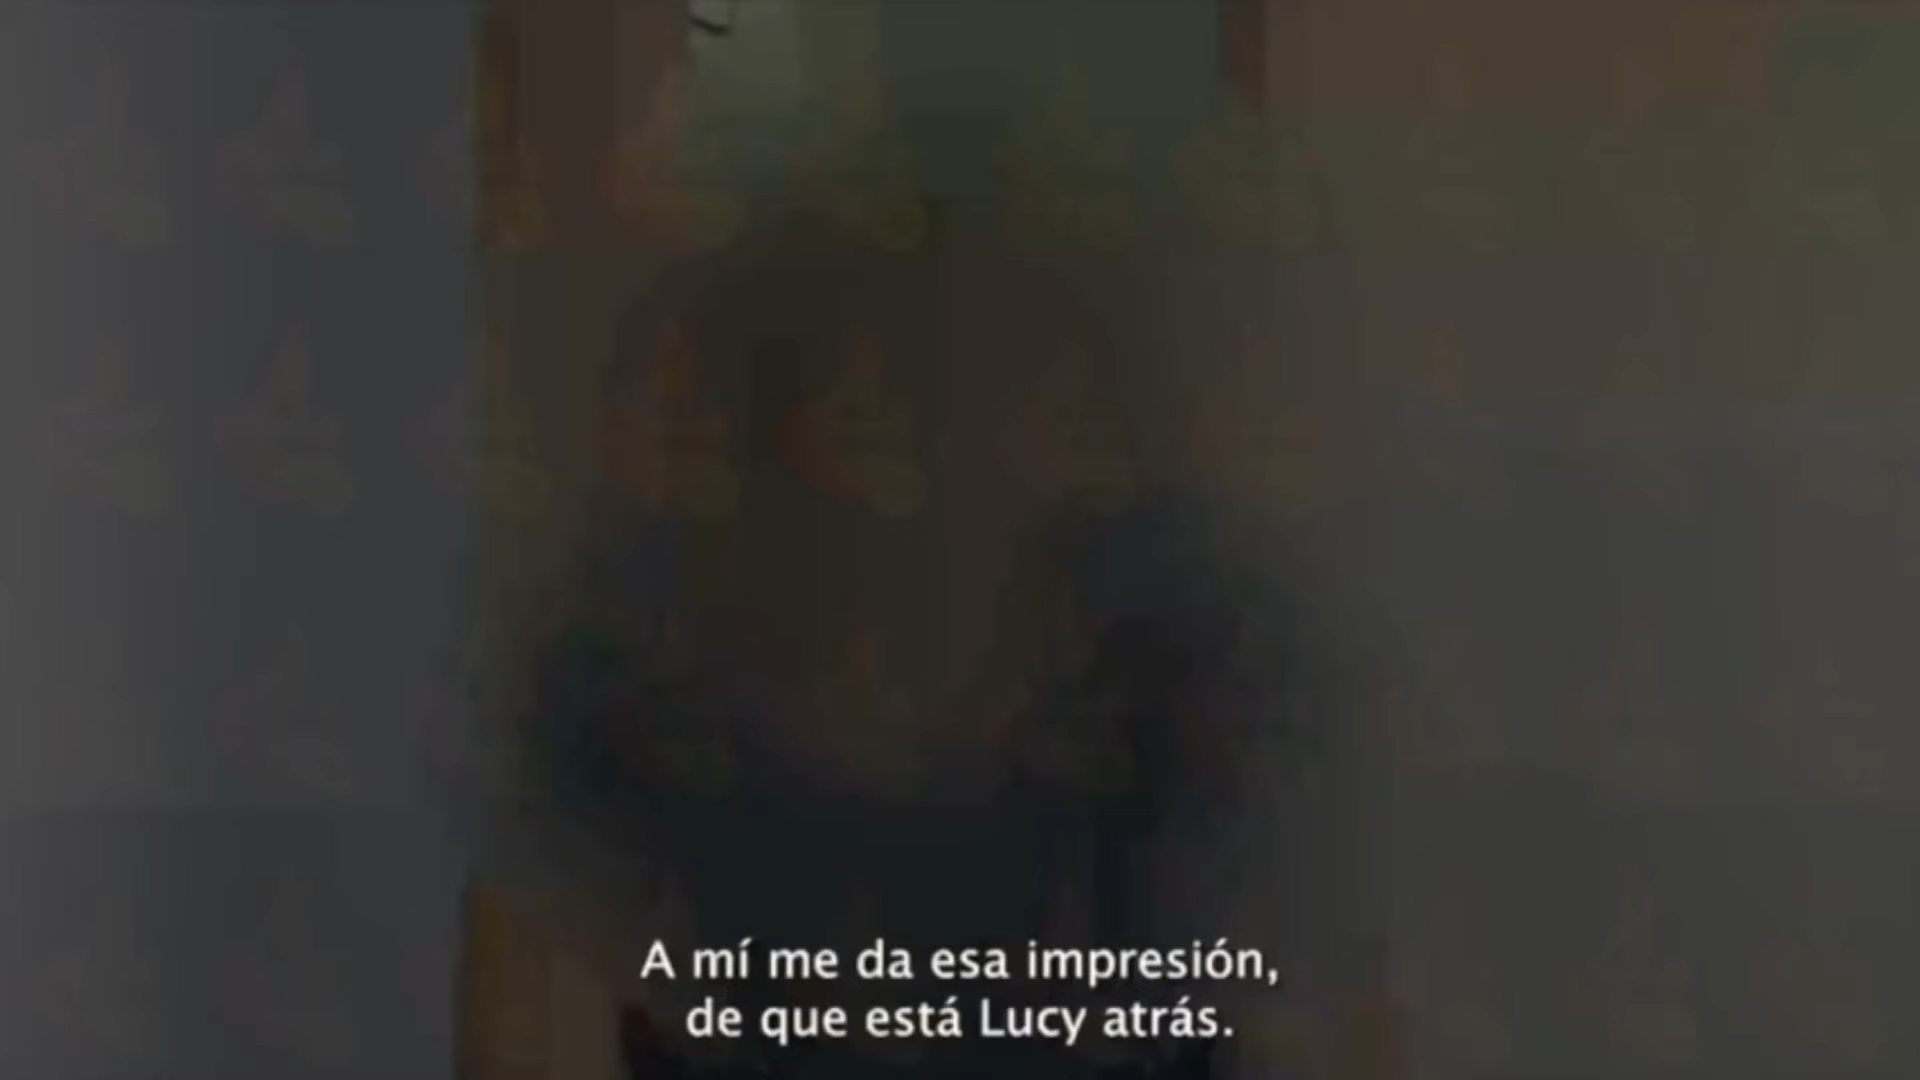 A mí me da esa impresión,
de que está Lucy atrás.